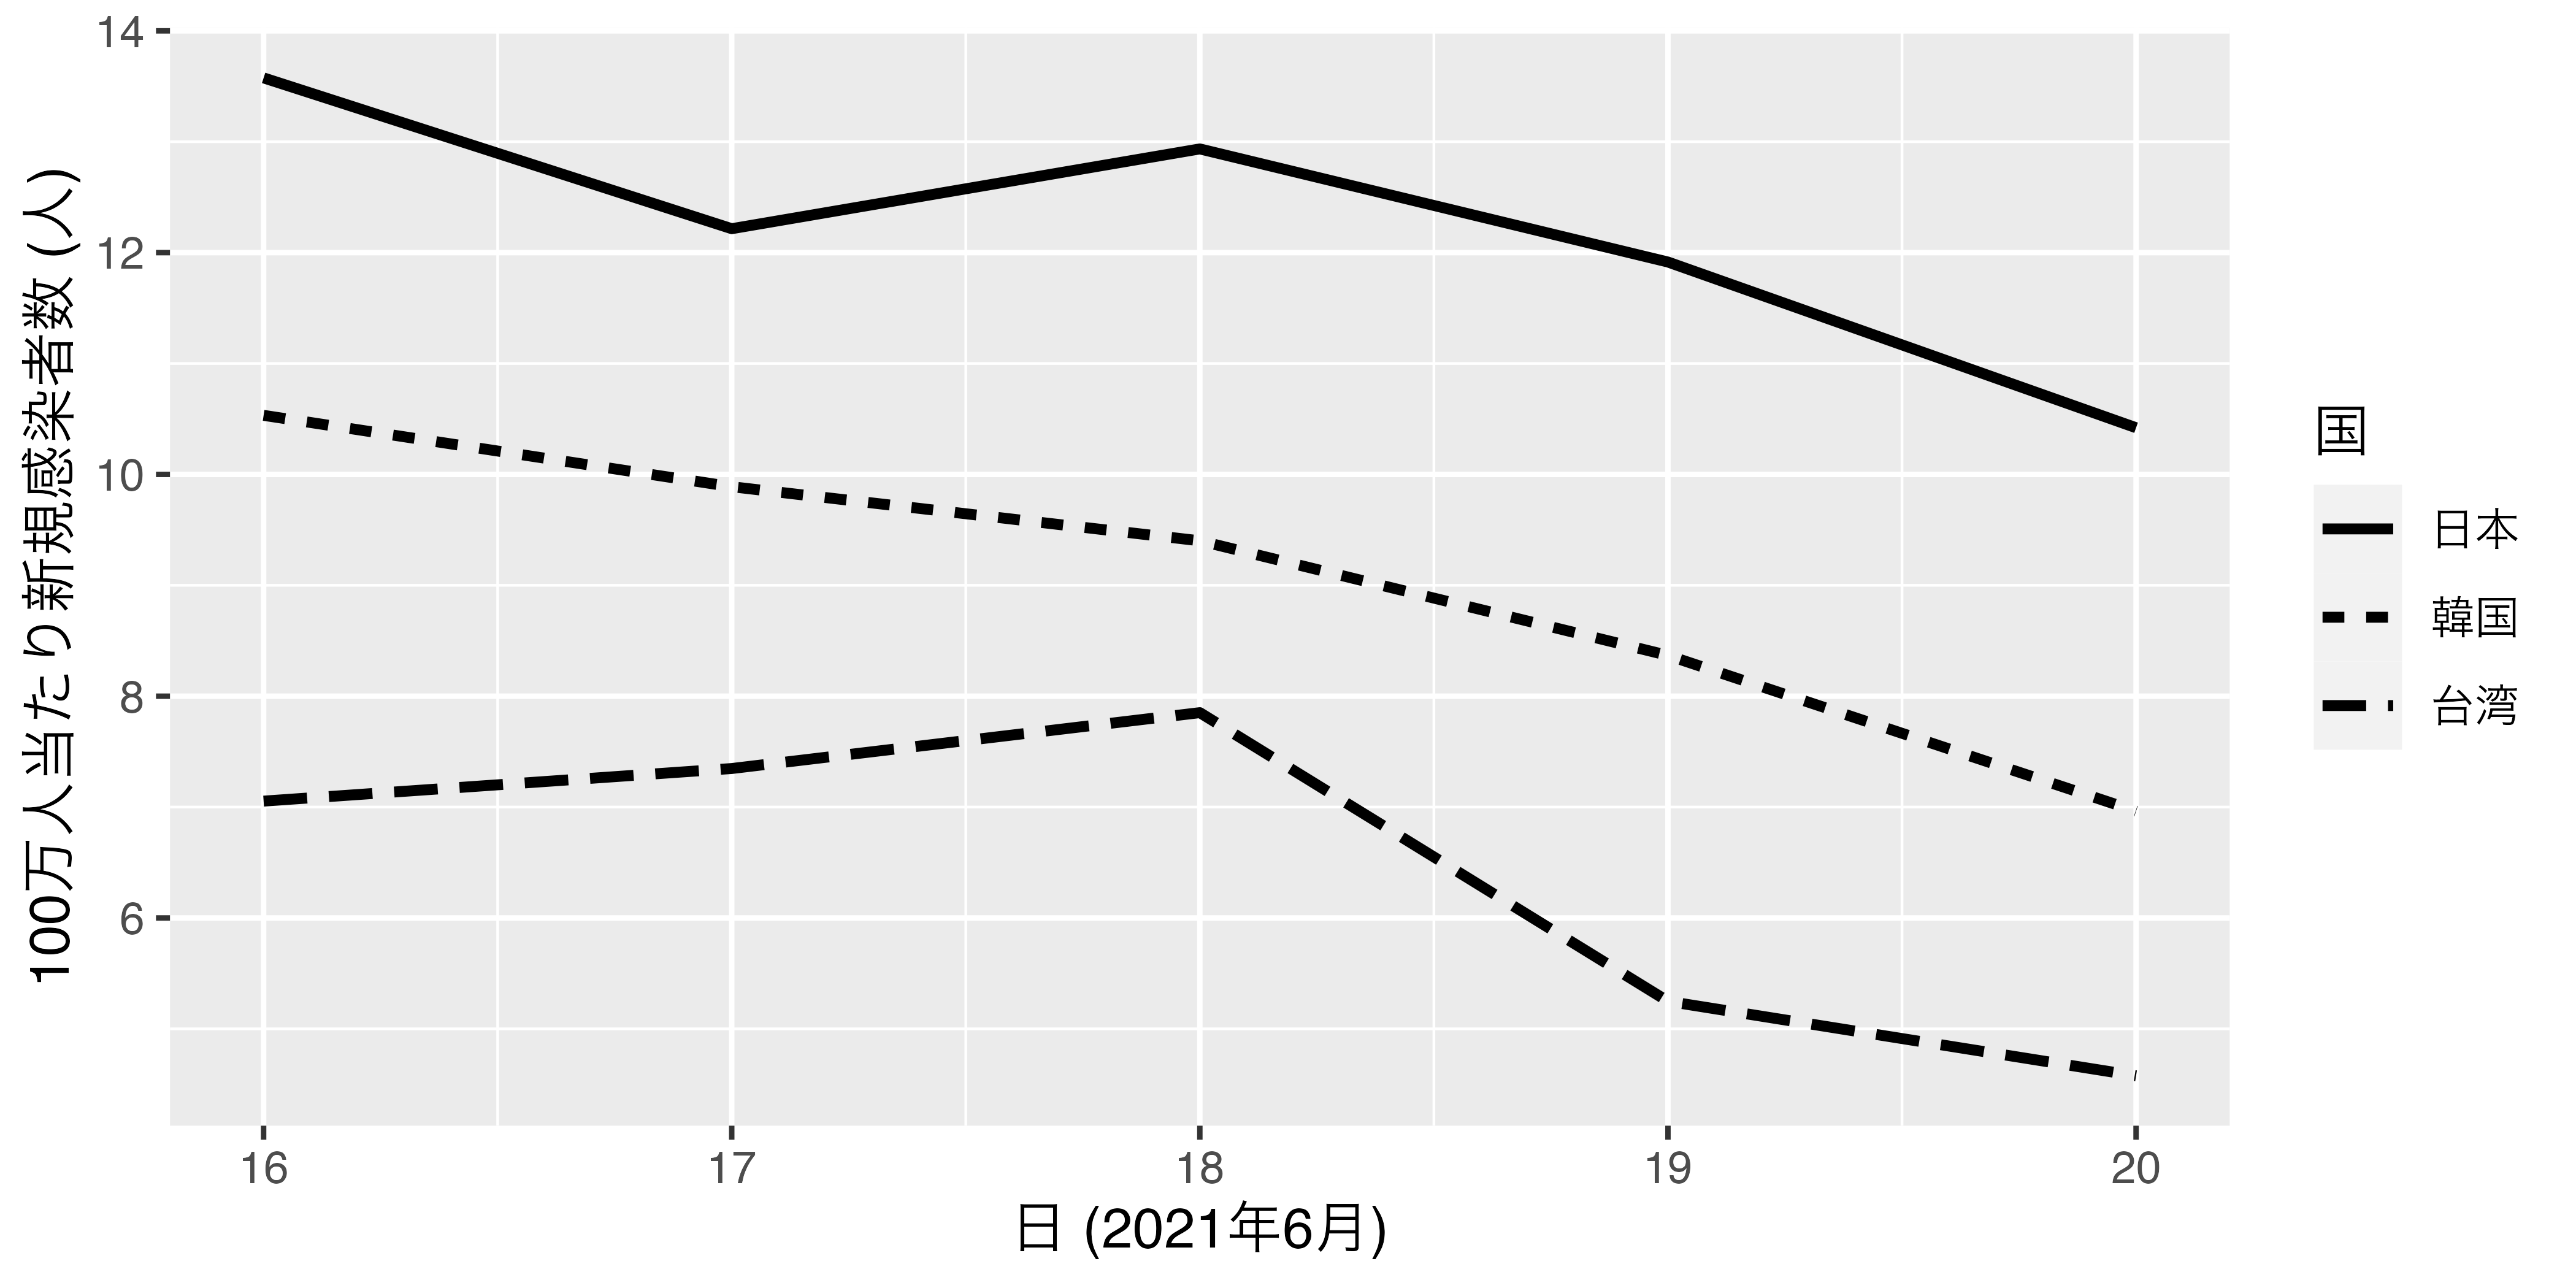 100万人当たり新規感染者数 (人)
14
12
10
8
6
16 17 18 19 20
日 (2021年6月)
国
日本
韓国
台湾